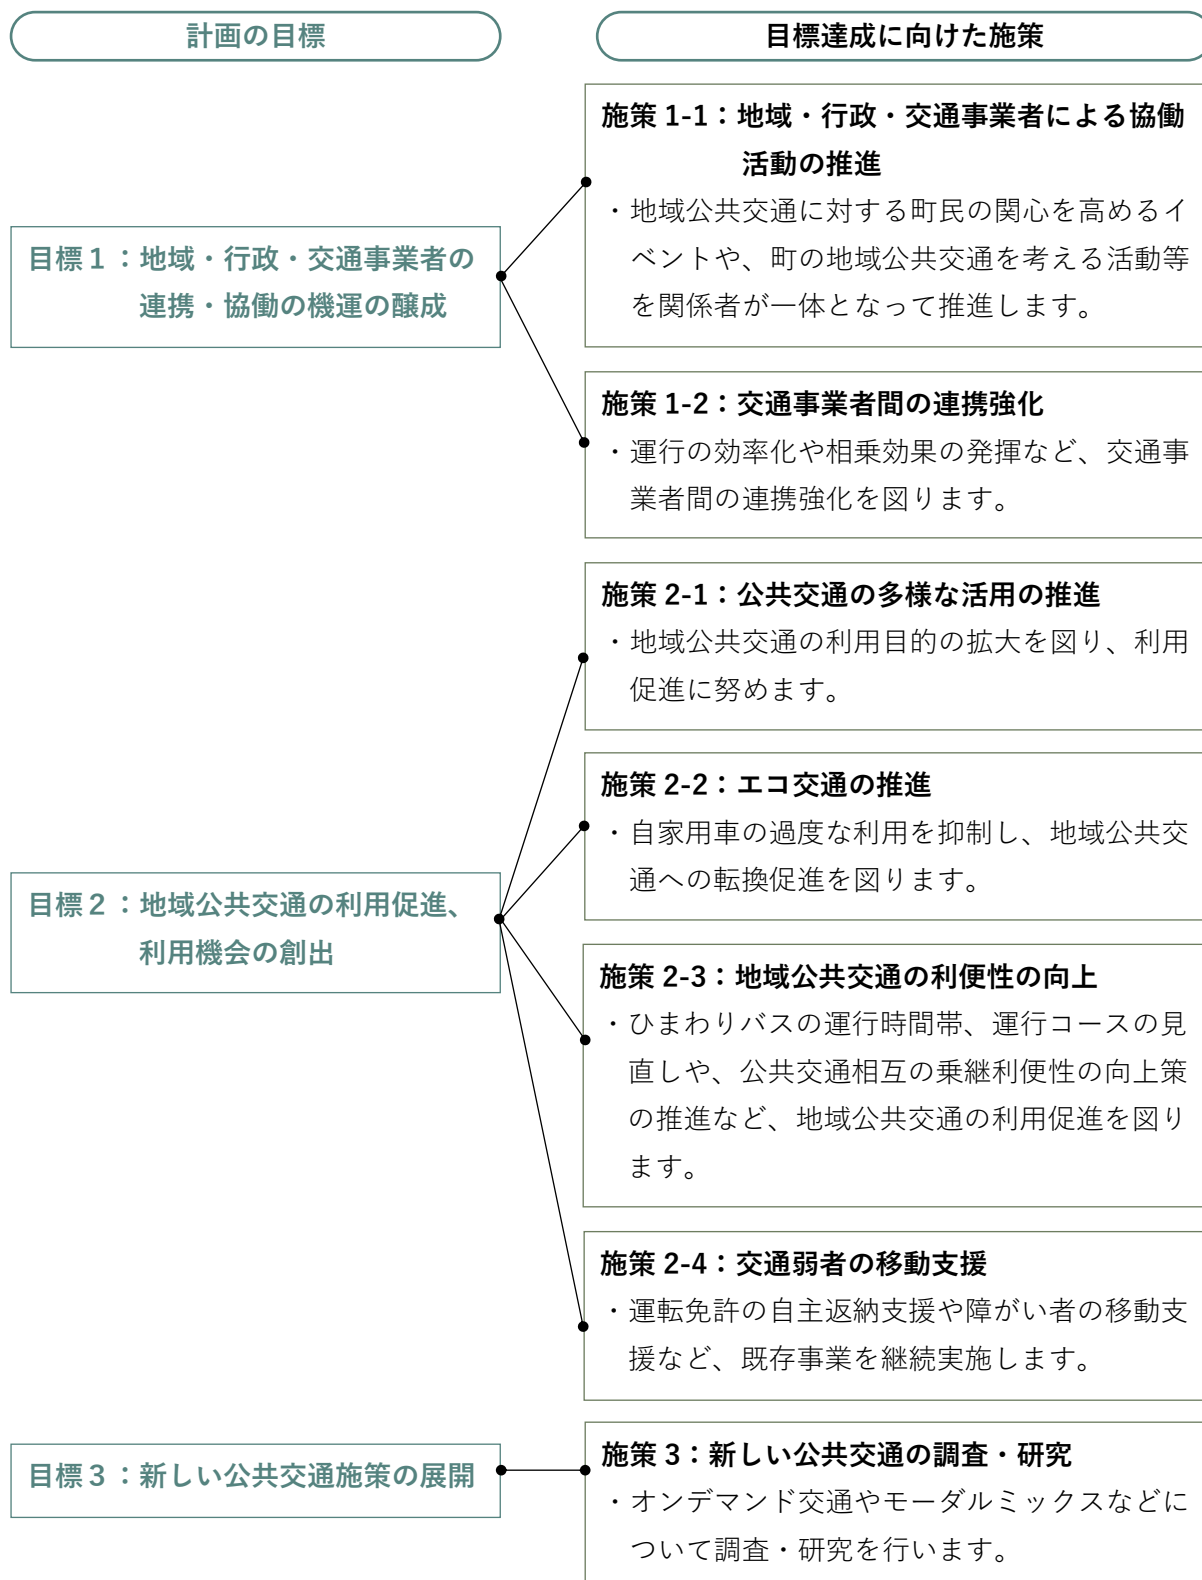 計画の目標
目標達成に向けた施策
目標１：地域・行政・交通事業者の
連携・協働の機運の醸成
施策 1-1：地域・行政・交通事業者による協働
活動の推進
・地域公共交通に対する町民の関心を高めるイ
ベントや、町の地域公共交通を考える活動等
を関係者が一体となって推進します。
施策 1-2：交通事業者間の連携強化
・運行の効率化や相乗効果の発揮など、交通事
業者間の連携強化を図ります。
目標２：地域公共交通の利用促進、
利用機会の創出
施策 2-1：公共交通の多様な活用の推進
・地域公共交通の利用目的の拡大を図り、利用
促進に努めます。
施策 2-2：エコ交通の推進
・自家用車の過度な利用を抑制し、地域公共交
通への転換促進を図ります。
施策 2-3：地域公共交通の利便性の向上
・ひまわりバスの運行時間帯、運行コースの見
直しや、公共交通相互の乗継利便性の向上策
の推進など、地域公共交通の利用促進を図り
ます。
施策 2-4：交通弱者の移動支援
・運転免許の自主返納支援や障がい者の移動支
援など、既存事業を継続実施します。
目標３：新しい公共交通施策の展開
施策 3：新しい公共交通の調査・研究
・オンデマンド交通やモーダルミックスなどに
ついて調査・研究を行います。